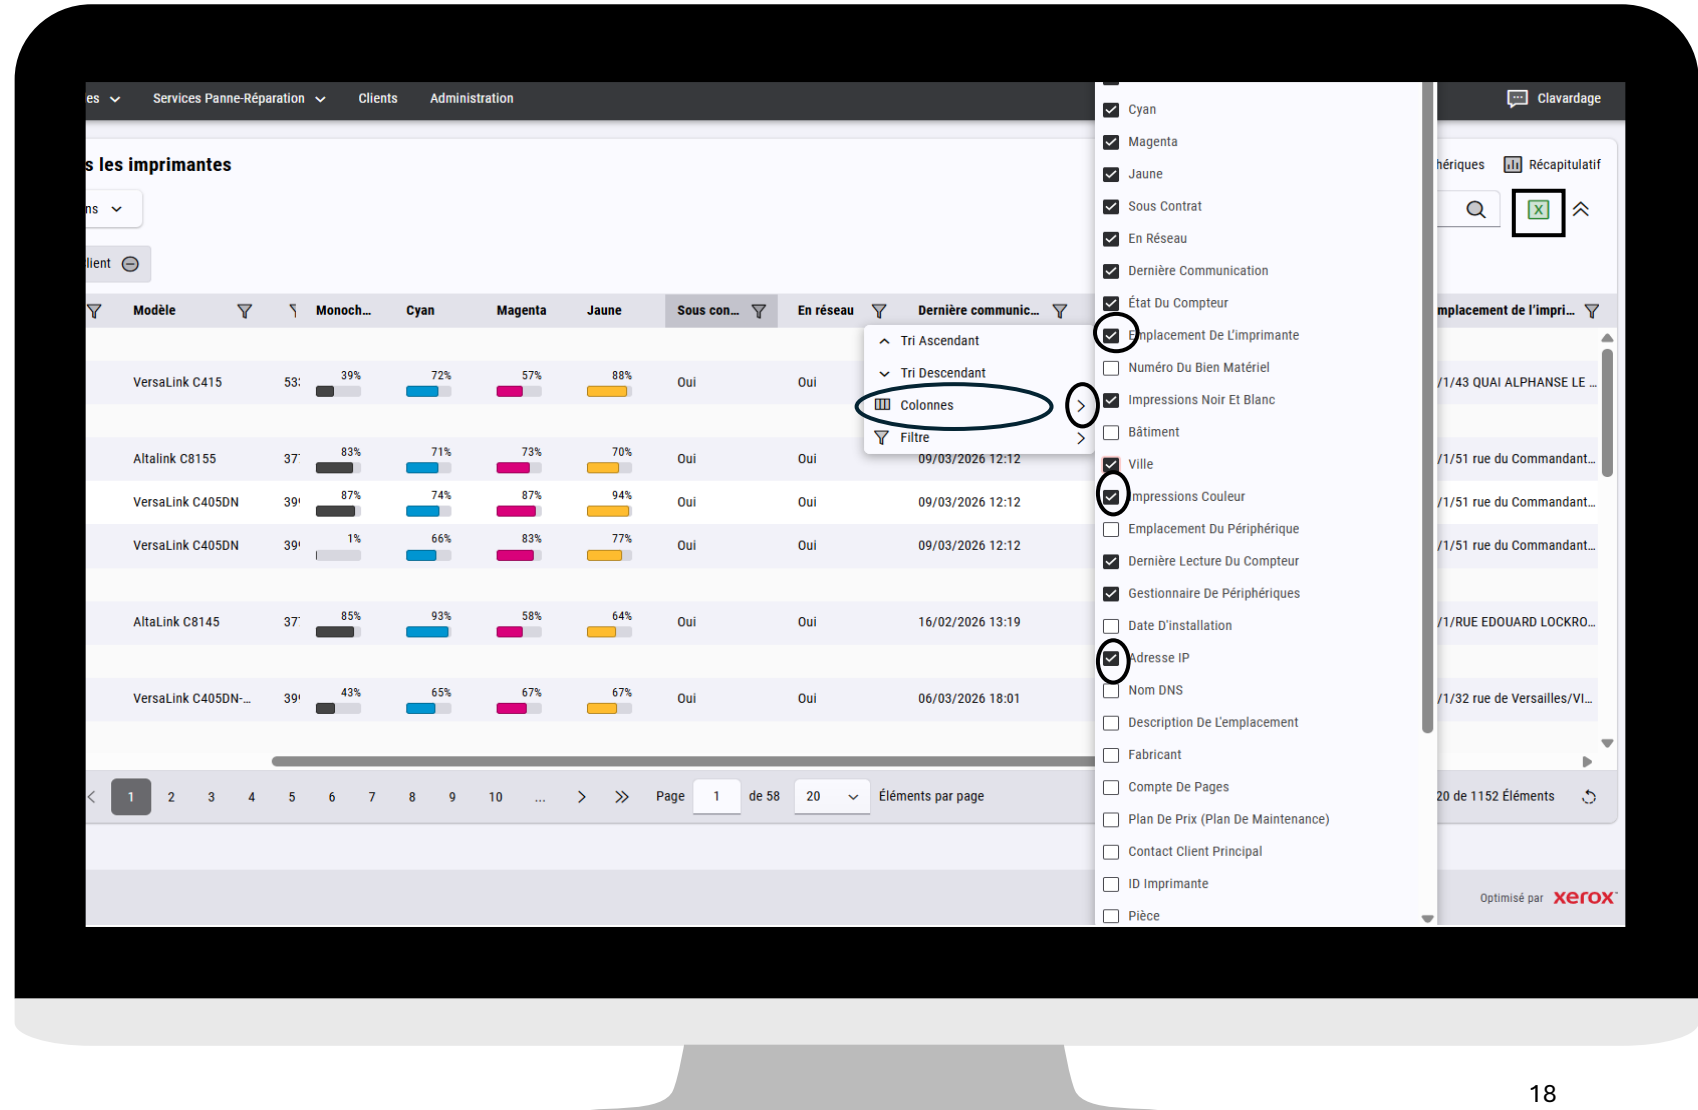 es Services Panne-Réparation Clients Administration Clavardage
s les imprimantes
hériques Récapitulatif
ns
X
lient
Modèle Monoch... Cyan Magenta Jaune Sous con... En réseau Dernière communic... mplacement de l'impri...
VersaLink C415 53 39% 72% 57% 88% Oui Oui /1/43 QUAI ALPHANSE LE ...
Altalink C8155 37 83% 71% 73% 70% Oui Oui 09/03/2026 12:12 /1/51 rue du Commandant...
VersaLink C405DN 39 87% 74% 87% 94% Oui Oui 09/03/2026 12:12 /1/51 rue du Commandant...
VersaLink C405DN 39 1% 66% 83% 77% Oui Oui 09/03/2026 12:12 /1/51 rue du Commandant...
AltaLink C8145 37 85% 93% 58% 64% Oui Oui 16/02/2026 13:19 /1/RUE EDOUARD LOCKRO...
VersaLink C405DN-... 39 43% 65% 67% 67% Oui Oui 06/03/2026 18:01 /1/32 rue de Versailles/VI...
Tri Ascendant
Tri Descendant
Colonnes
Filtre
Cyan
Magenta
Jaune
Sous Contrat
En Réseau
Dernière Communication
État Du Compteur
Emplacement De L'imprimante
Numéro Du Bien Matériel
Impressions Noir Et Blanc
Bâtiment
Ville
Impressions Couleur
Emplacement Du Périphérique
Dernière Lecture Du Compteur
Gestionnaire De Périphériques
Date D'installation
Adresse IP
Nom DNS
Description De L'emplacement
Fabricant
Compte De Pages
Plan De Prix (Plan De Maintenance)
Contact Client Principal
ID Imprimante
Pièce
1 2 3 4 5 6 7 8 9 10 ... Page 1 de 58 20 Éléments par page 20 de 1152 Éléments
Optimisé par xerox
18